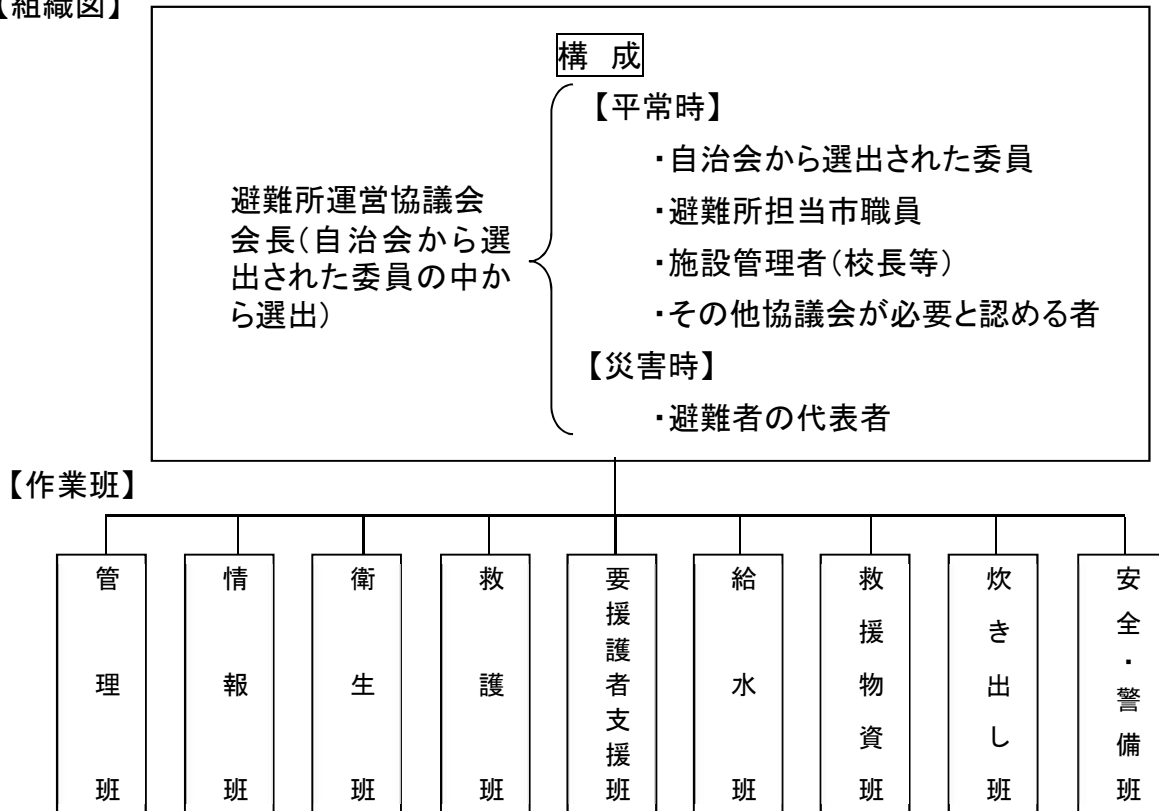 【組織図】
構 成
【平常時】
・自治会から選出された委員
・避難所担当市職員
・施設管理者(校長等)
・その他協議会が必要と認める者
【災害時】
・避難者の代表者
避難所運営協議会
会長(自治会から選
出された委員の中か
ら選出)
【作業班】
管理班
情報班
衛生班
救護班
要援護者支援班
給水班
救援物資班
炊き出し班
安全・警備班